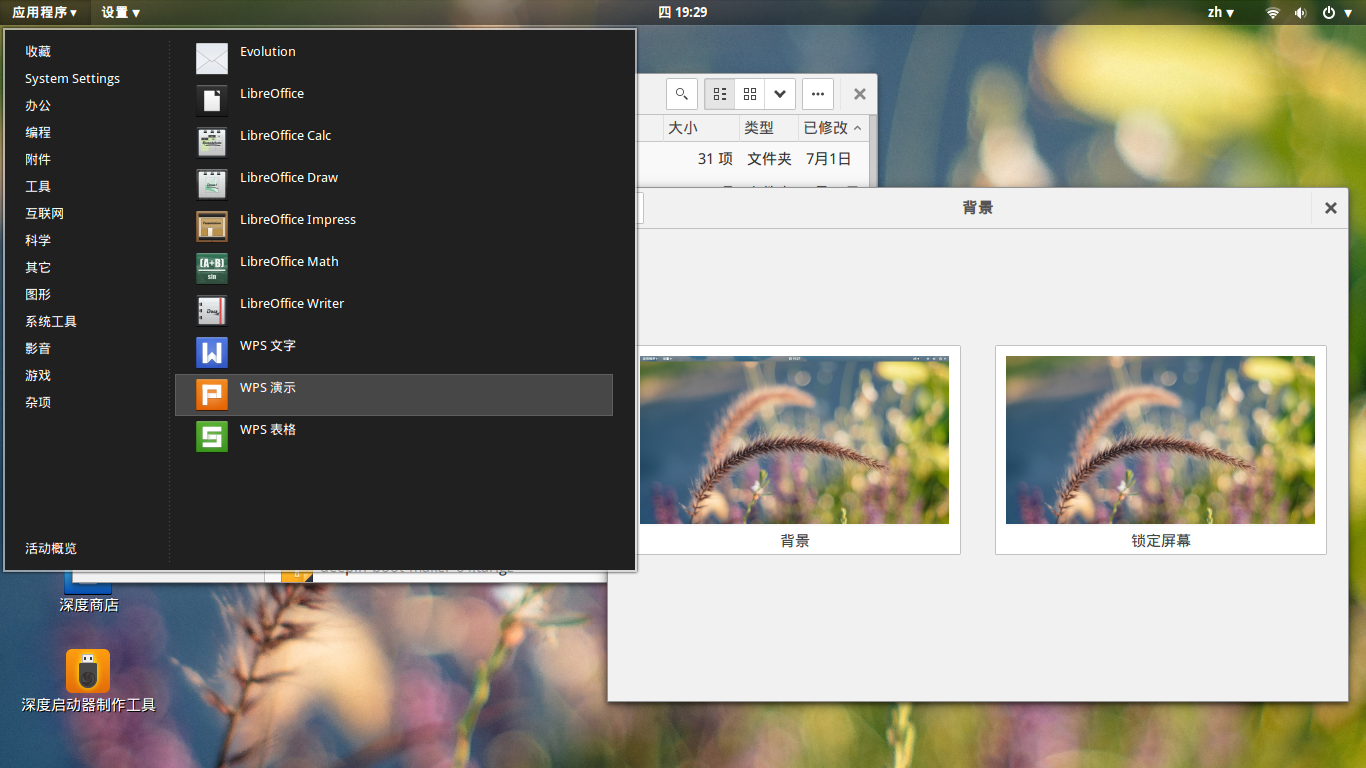 应用程序 ▾ 设置 ▾ 四 19:29 zh ▾
收藏
System Settings
办公
编程
附件
工具
互联网
科学
其它
图形
系统工具
影音
游戏
杂项
活动概览
Evolution
LibreOffice
LibreOffice Calc
LibreOffice Draw
LibreOffice Impress
LibreOffice Math
LibreOffice Writer
WPS 文字
WPS 演示
WPS 表格
大小 类型 已修改
31 项 文件夹 7月1日
背景
背景
锁定屏幕
深度商店
深度启动器制作工具